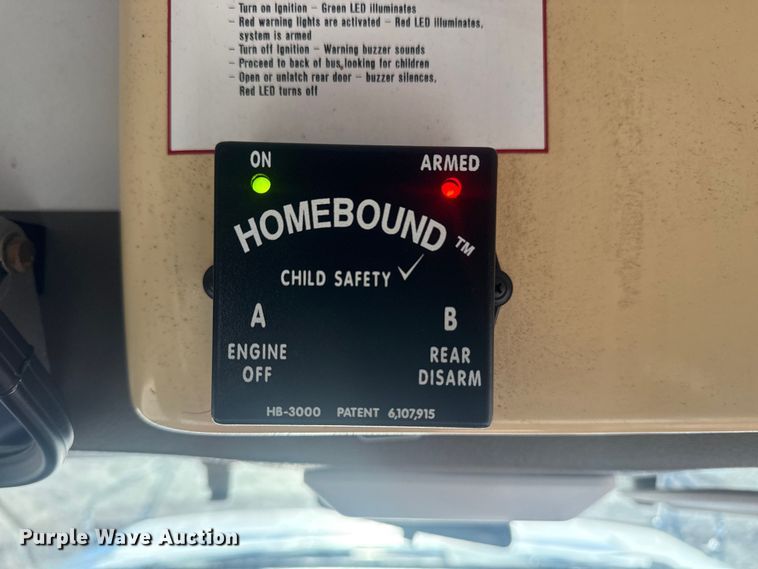 - Turn on Ignition - Green LED illuminates
- Red warning lights are activated - Red LED illuminates,
system is armed
- Turn off Ignition - Warning buzzer sounds
- Proceed to back of bus looking for children
- Open or unlatch rear door - buzzer silences,
Red LED turns off
ON ARMED
HOMEBOUND™
CHILD SAFETY ✓
A B
ENGINE OFF
REAR DISARM
HB-3000 PATENT 6,107,915
Purple Wave Auction